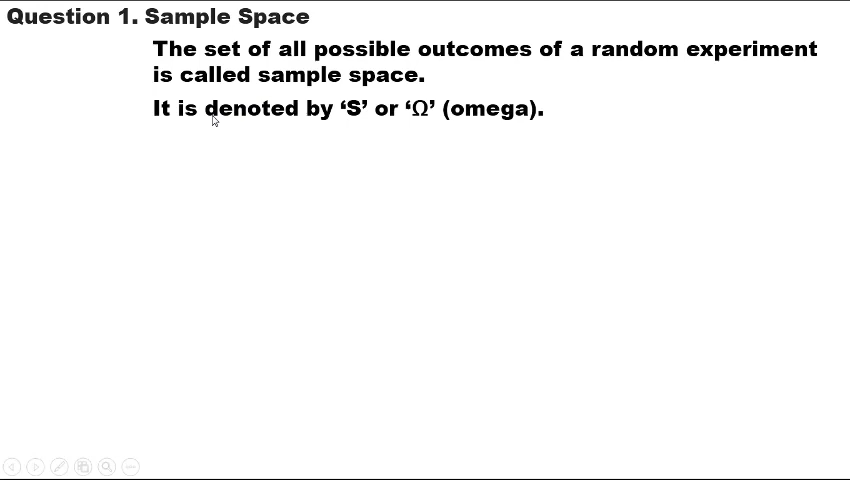 Question 1. Sample Space
The set of all possible outcomes of a random experiment
is called sample space.
It is denoted by ‘S’ or ‘Ω’ (omega).